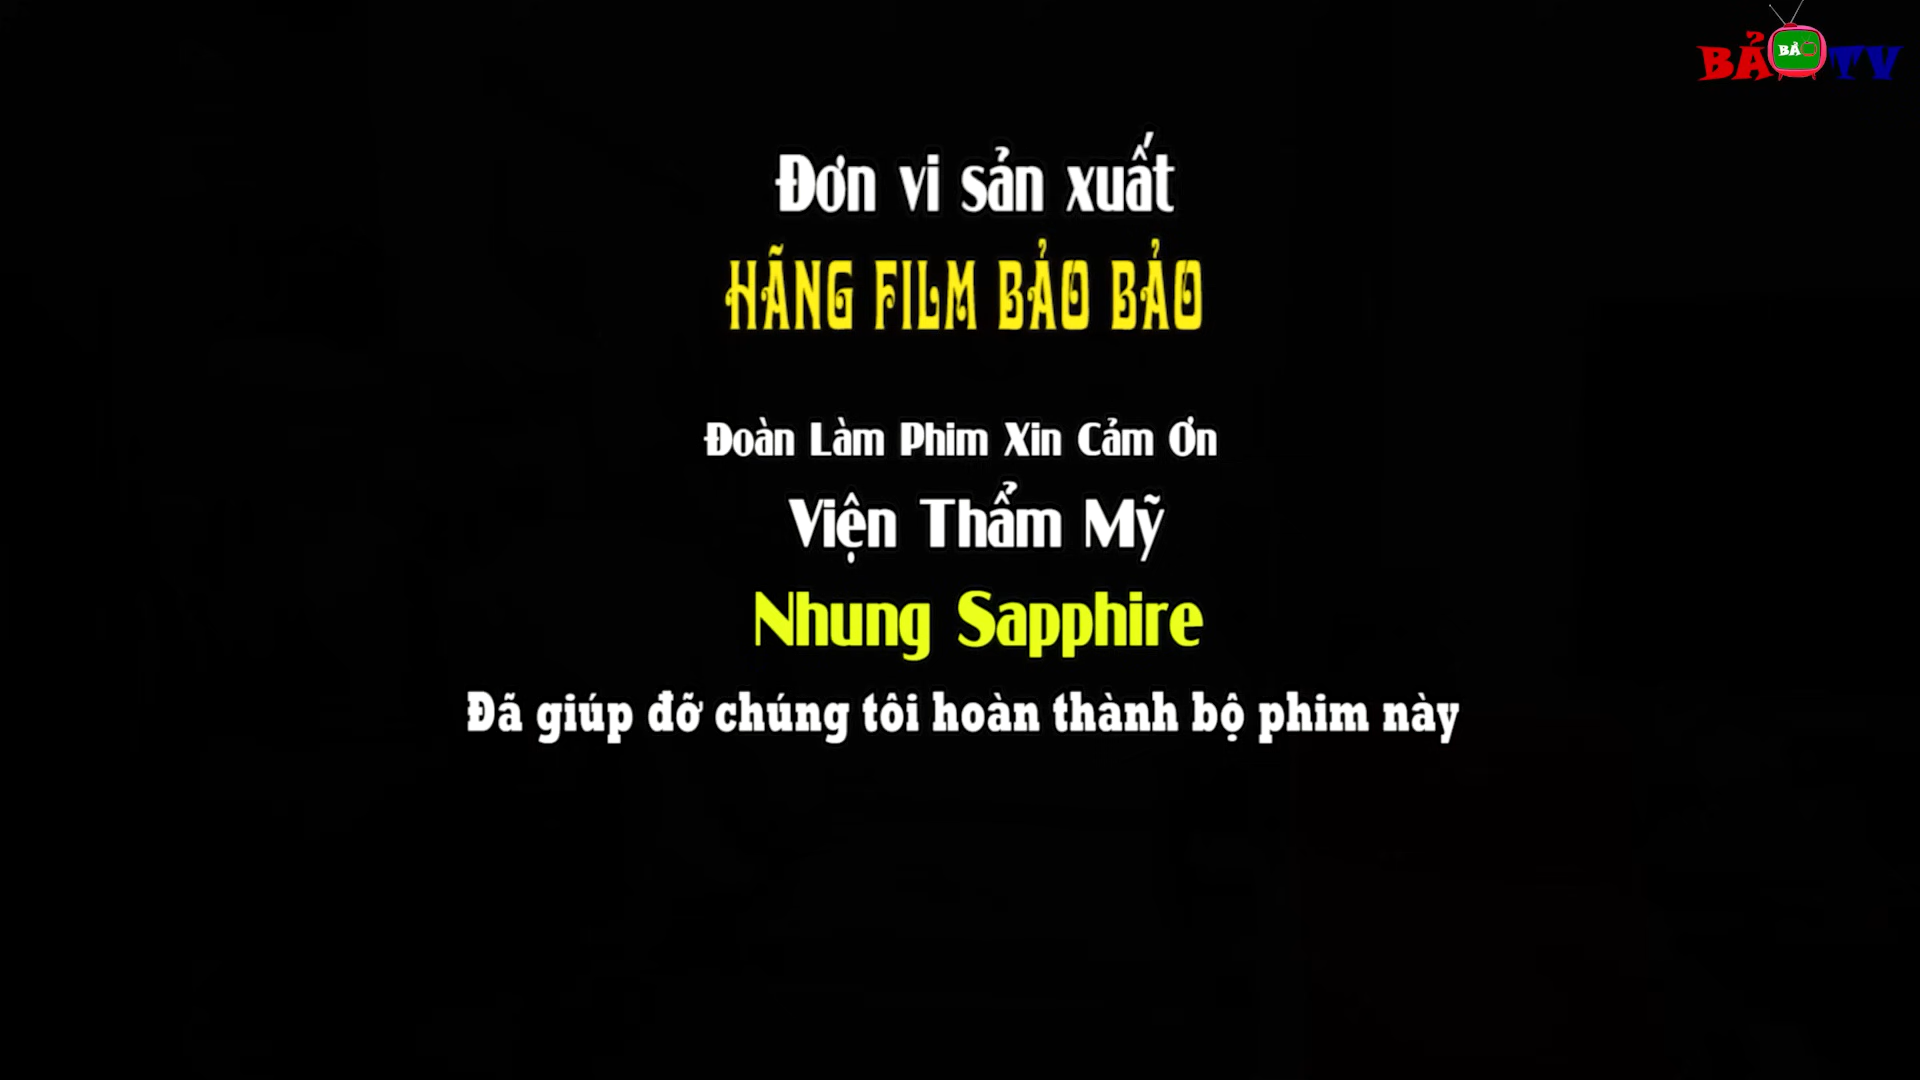 BẢO TV
BẢO
Đơn vi sản xuất
HÃNG FILM BẢO BẢO
Đoàn Làm Phim Xin Cảm Ơn
Viện Thẩm Mỹ
Nhung Sapphire
Đã giúp đỡ chúng tôi hoàn thành bộ phim này